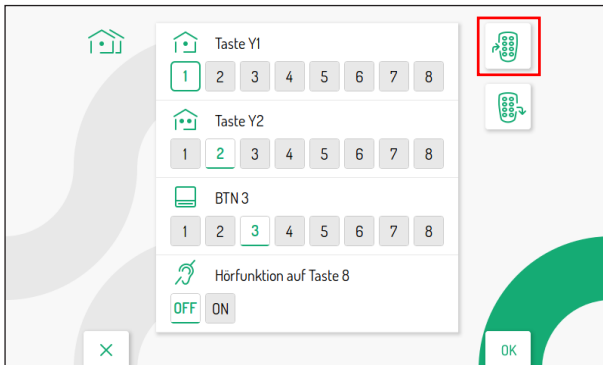 Taste Y1
1 2 3 4 5 6 7 8
Taste Y2
1 2 3 4 5 6 7 8
BTN 3
1 2 3 4 5 6 7 8
Hörfunktion auf Taste 8
OFF ON
OK